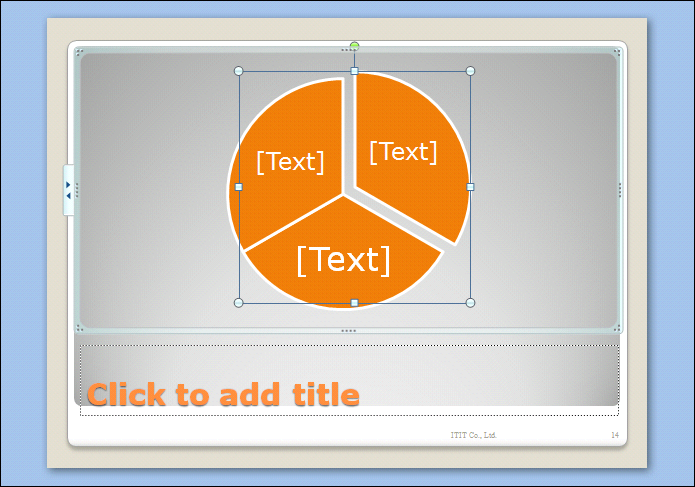 [Text]
[Text]
[Text]
Click to add title
ITIT Co., Ltd.
14